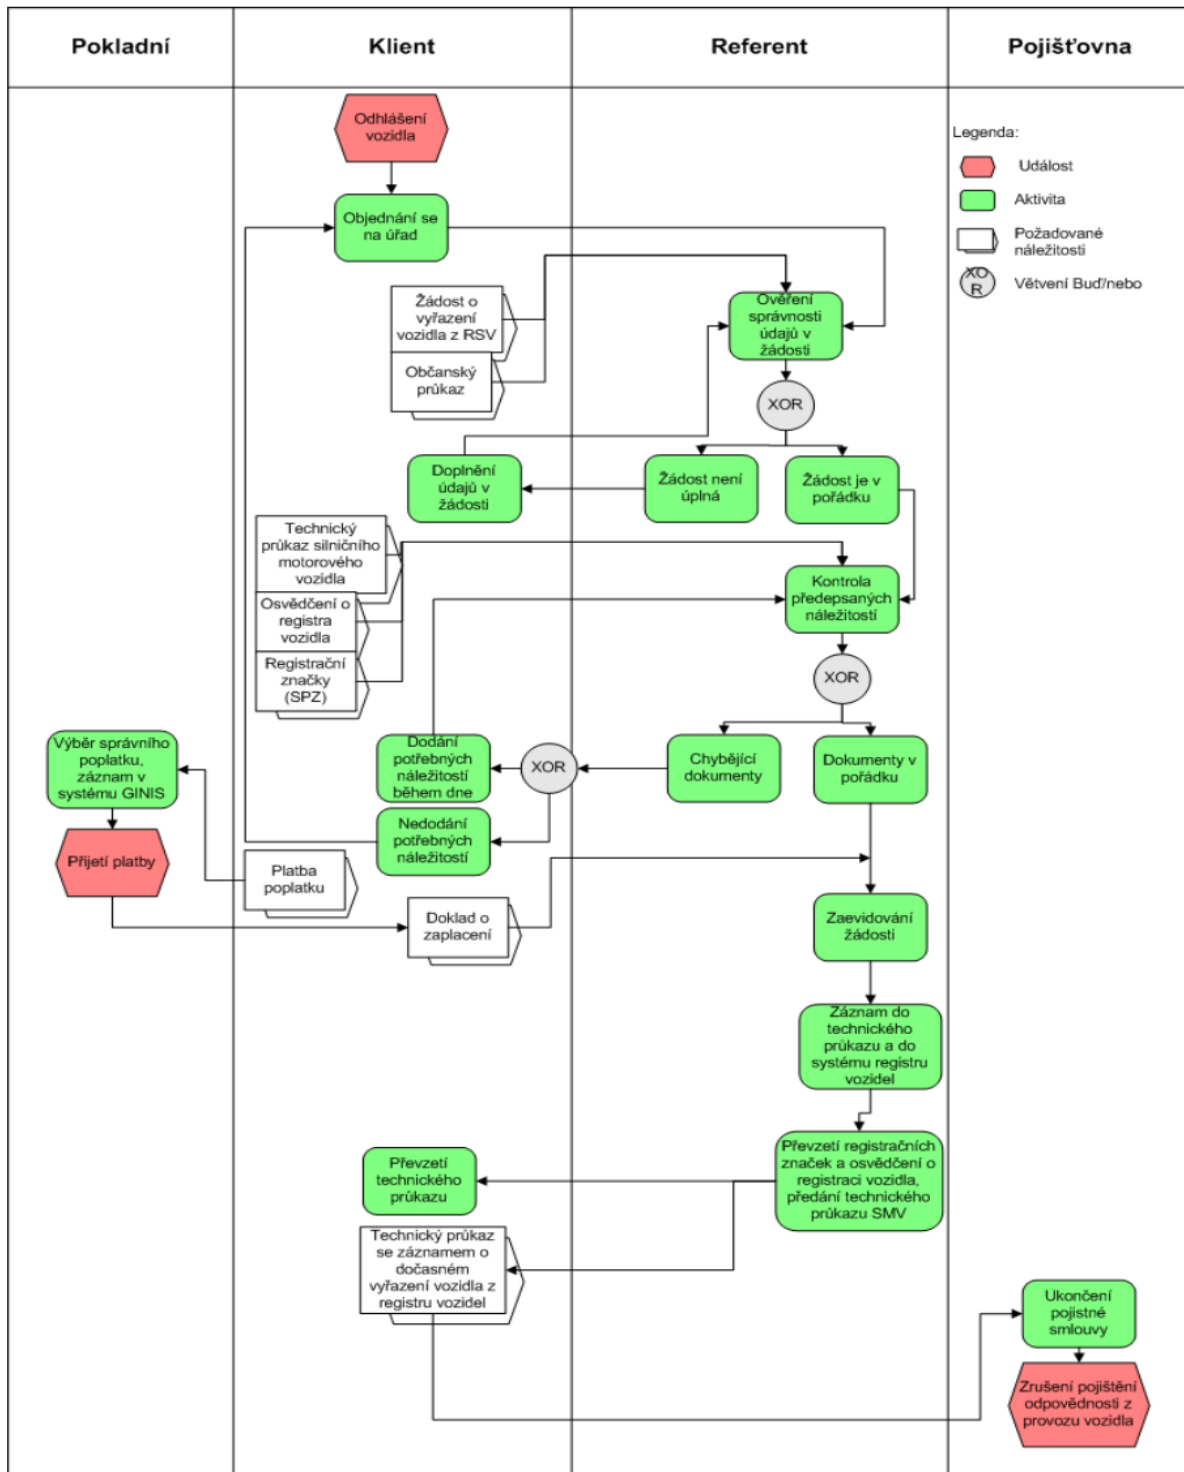 Pokladní
Klient
Referent
Pojišťovna
Odhlášení
vozidla
Legenda:
Událost
Aktivita
Požadované
náležitosti
XO
R
Větvení Buď/nebo
Objednání se
na úřad
Žádost o
vyřazení
vozidla z RSV
Občanský
průkaz
Ověření
správnosti
údajů v
žádosti
XOR
Doplnění
údajů v
žádosti
Žádost není
úplná
Žádost je v
pořádku
Technický
průkaz silničního
motorového
vozidla
Osvědčení o
registra
vozidla
Registrační
značky
(SPZ)
Kontrola
předepsaných
náležitostí
XOR
Výběr správního
poplatku,
záznam v
systému GINIS
Dodání
potřebných
náležitostí
během dne
XOR
Chybějící
dokumenty
Dokumenty v
pořádku
Nedodání
potřebných
náležitostí
Přijetí platby
Platba
poplatku
Doklad o
zaplacení
Zaevidování
žádosti
Záznam do
technického
průkazu a do
systému registru
vozidel
Převzetí
technického
průkazu
Převzetí registračních
značek a osvědčení o
registraci vozidla,
předání technického
průkazu SMV
Technický průkaz
se záznamem o
dočasném
vyřazení vozidla z
registru vozidel
Ukončení
pojistné
smlouvy
Zrušení pojištění
odpovědnosti z
provozu vozidla